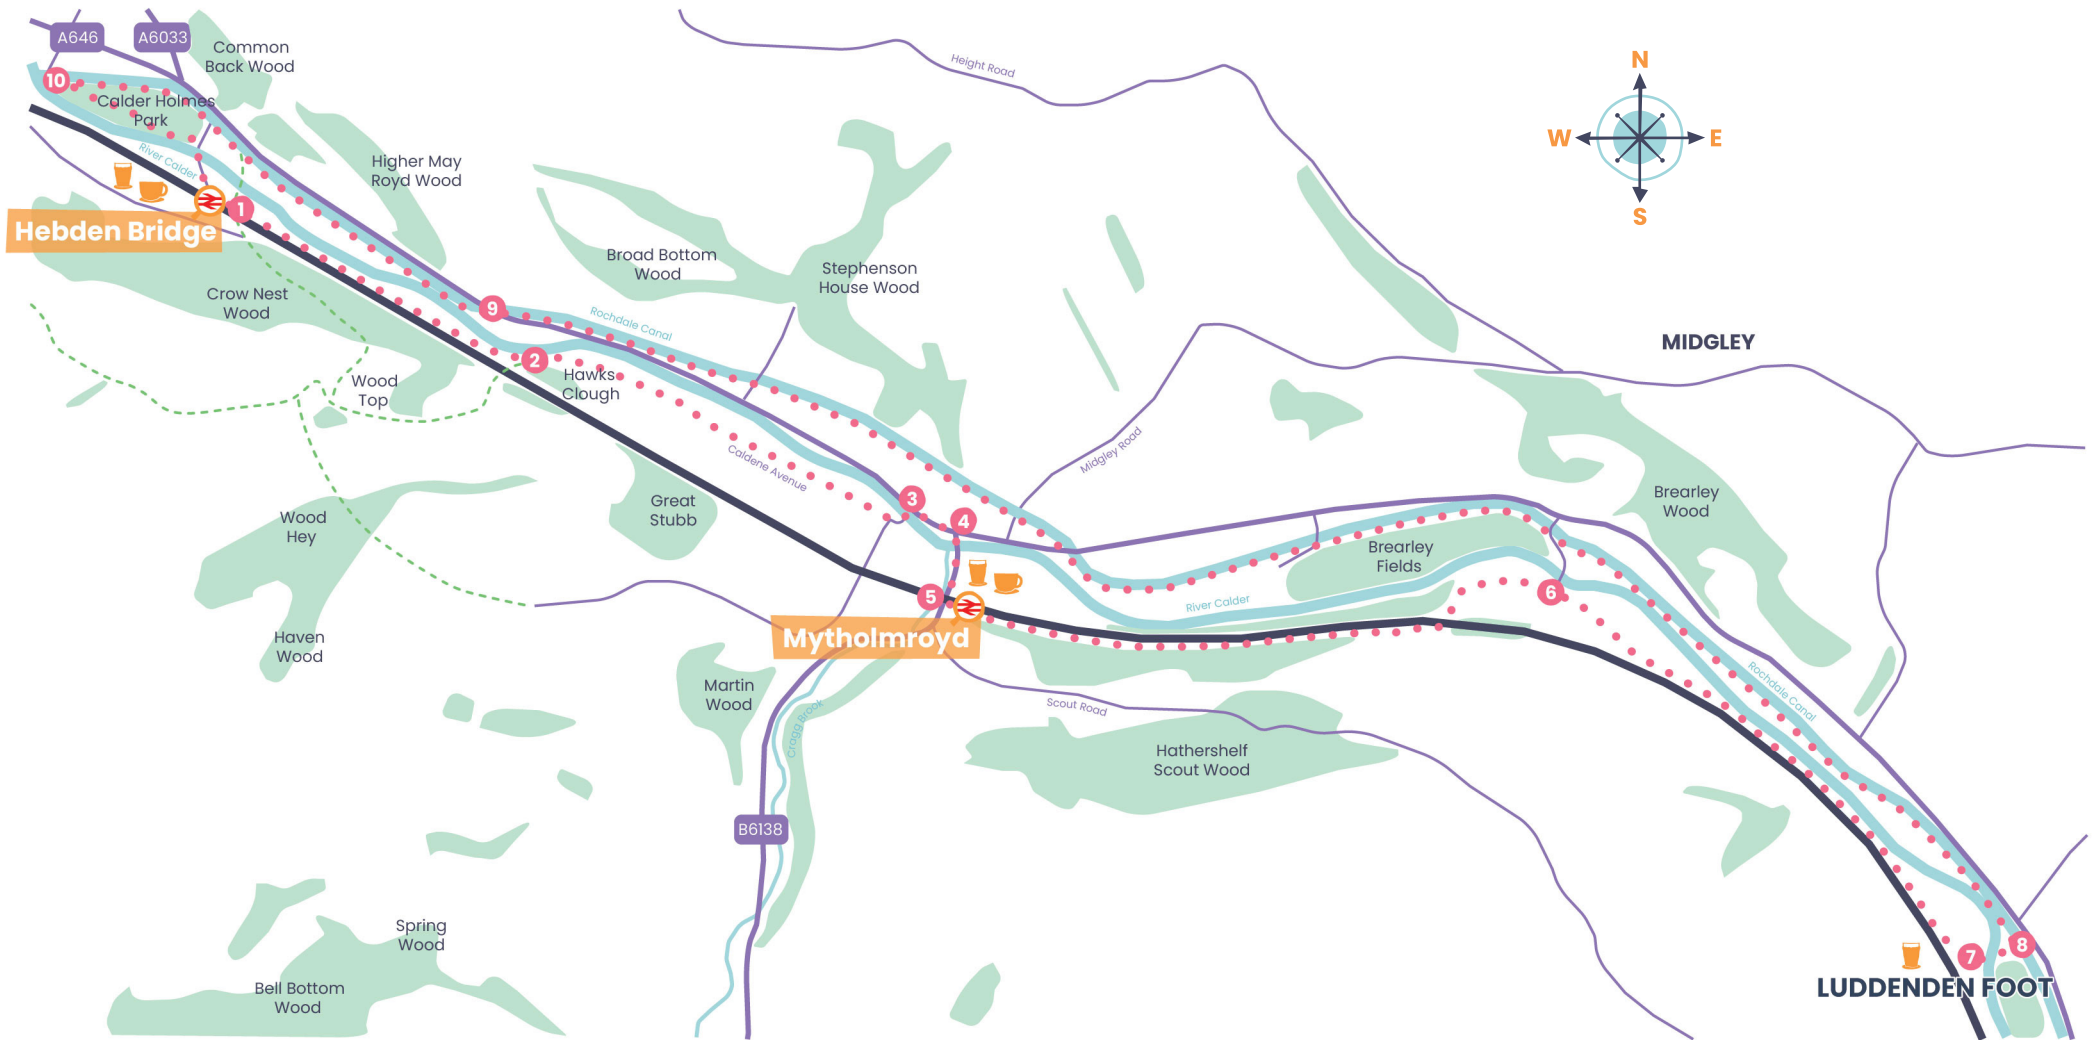 A646
A6033
Common
Back Wood
Height Road
N
W
E
S
10
Calder Holmes
Park
River Calder
Higher May
Royd Wood
1
Hebden Bridge
Crow Nest
Wood
Broad Bottom
Wood
Stephenson
House Wood
9
Rochdale Canal
2
Hawks
Clough
Wood
Top
MIDGLEY
Midgley Road
Caldene Avenue
3
4
Great
Stubb
Wood
Hey
Brearley
Wood
Brearley
Fields
5
6
River Calder
Mytholmroyd
Haven
Wood
Martin
Wood
Cragg Brook
Scout Road
Rochdale Canal
Hathershelf
Scout Wood
B6138
Spring
Wood
Bell Bottom
Wood
7
8
LUDDENDEN FOOT